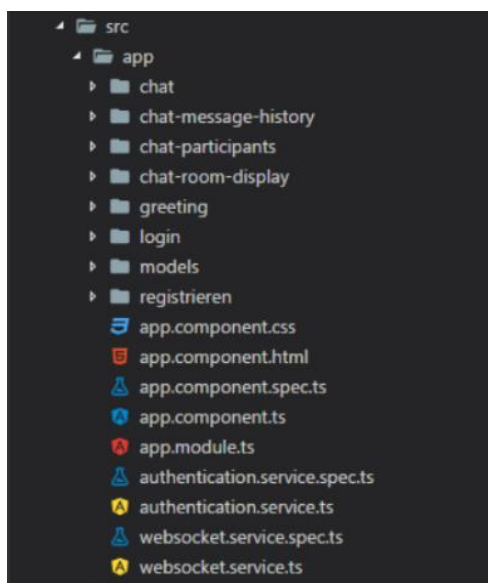 src
app
chat
chat-message-history
chat-participants
chat-room-display
greeting
login
models
registrieren
app.component.css
app.component.html
app.component.spec.ts
app.component.ts
app.module.ts
authentication.service.spec.ts
authentication.service.ts
websocket.service.spec.ts
websocket.service.ts